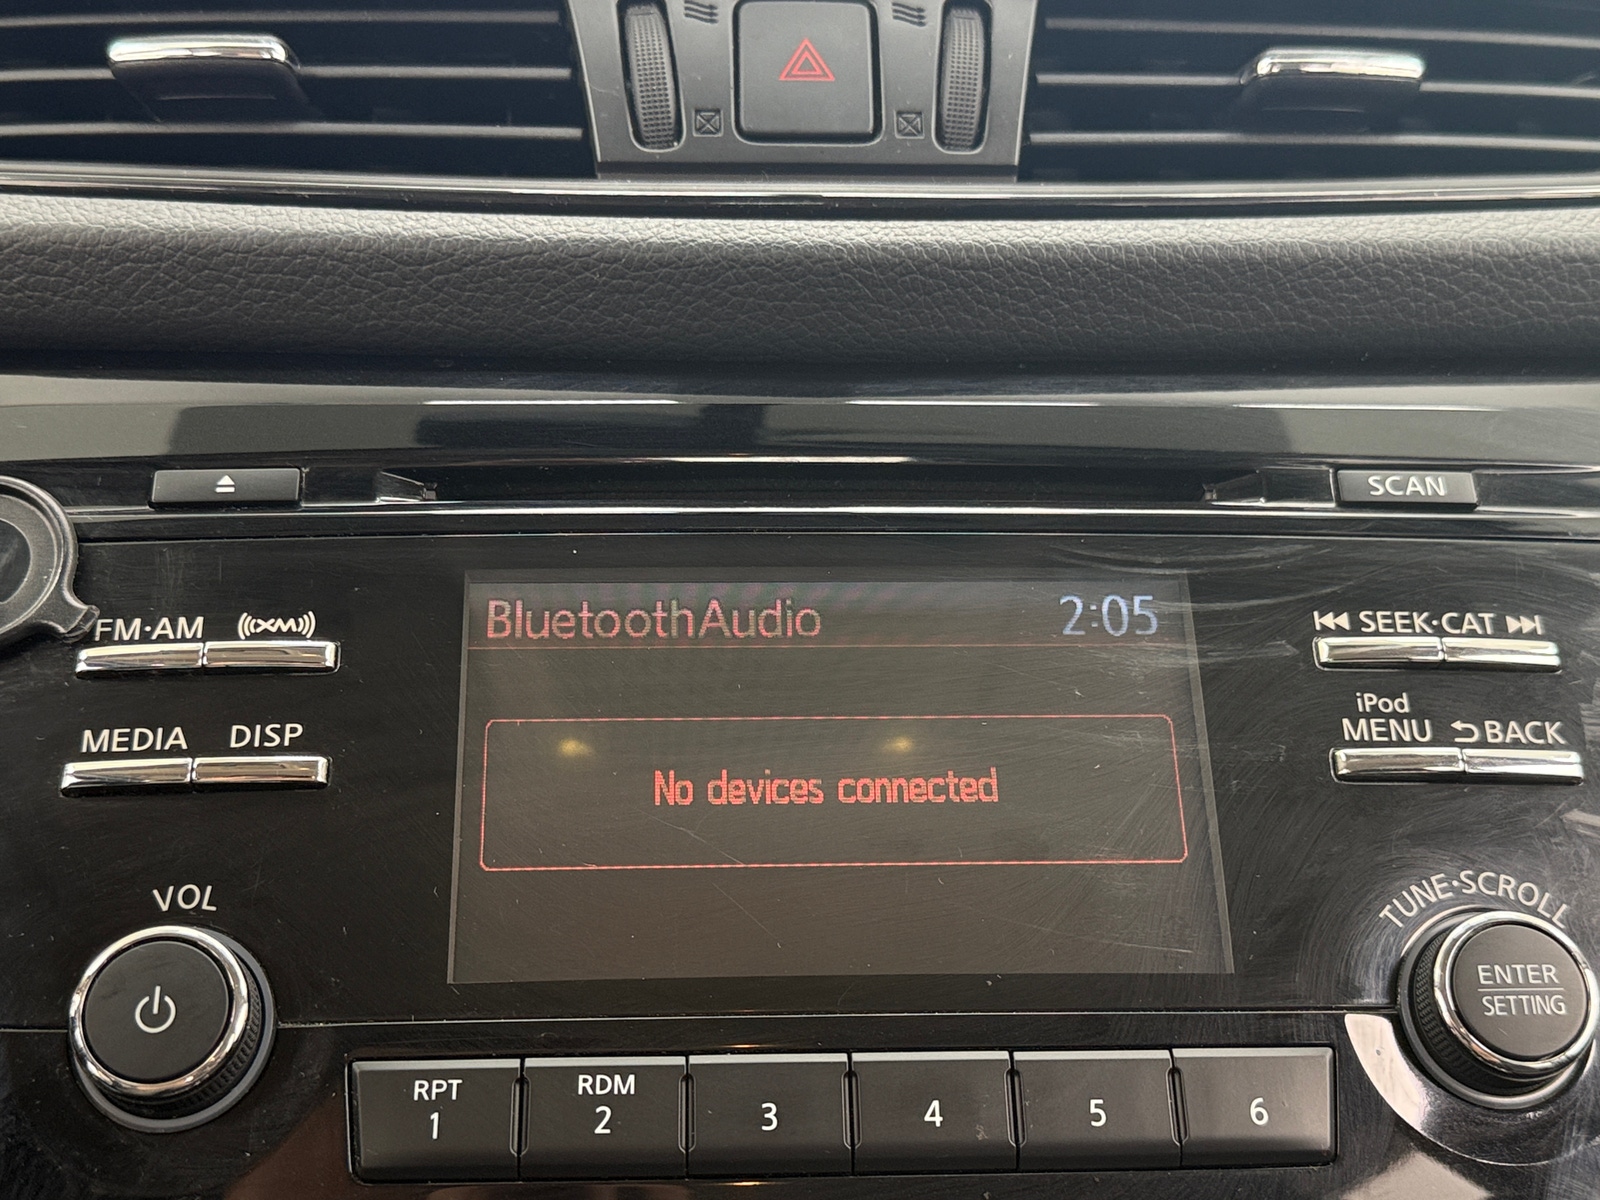 SCAN
BluetoothAudio 2:05
FM·AM
((XM))
SEEK·CAT
iPod
MEDIA
DISP
MENU
BACK
No devices connected
VOL
TUNE·SCROLL
ENTER
SETTING
RPT
1
RDM
2
3
4
5
6